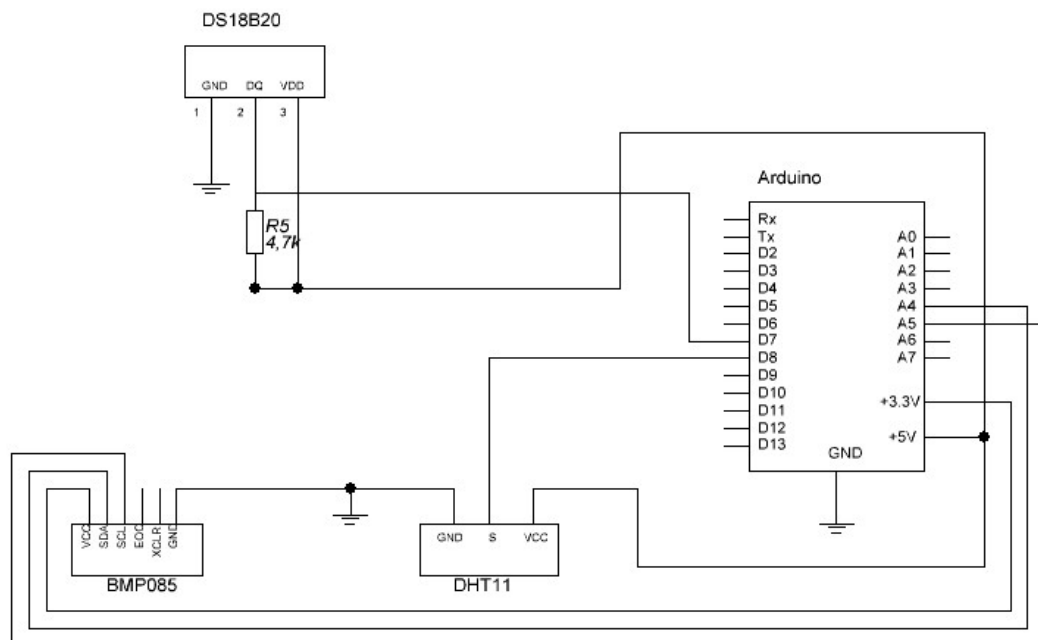 DS18B20
GND DQ VDD
1 2 3
R5
4,7k
Arduino
Rx
Tx
D2
D3
D4
D5
D6
D7
D8
D9
D10
D11
D12
D13
A0
A1
A2
A3
A4
A5
A6
A7
+3.3V
+5V
GND
VCC
SDA
SCL
EOC
XCLR
GND
BMP085
GND S VCC
DHT11